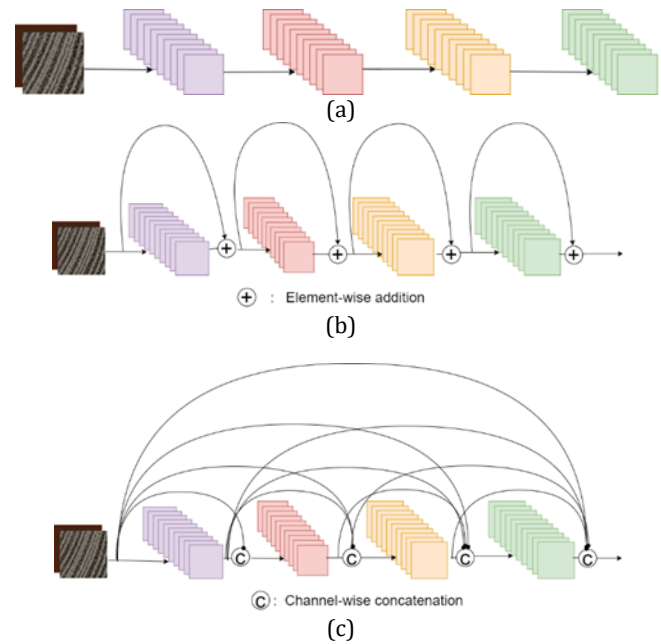 (a)
+ + + +
+ : Element-wise addition
(b)
C C C C
C : Channel-wise concatenation
(c)